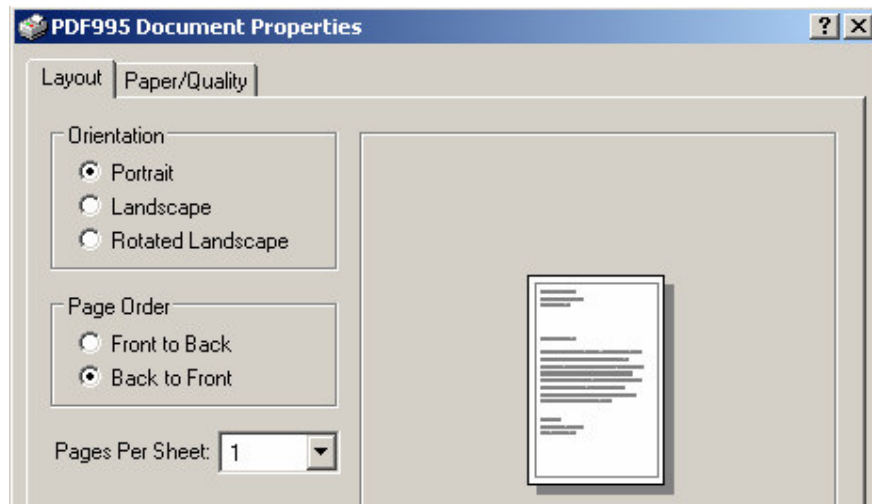 PDF995 Document Properties
Layout Paper/Quality
Orientation
Portrait
Landscape
Rotated Landscape
Page Order
Front to Back
Back to Front
Pages Per Sheet: 1